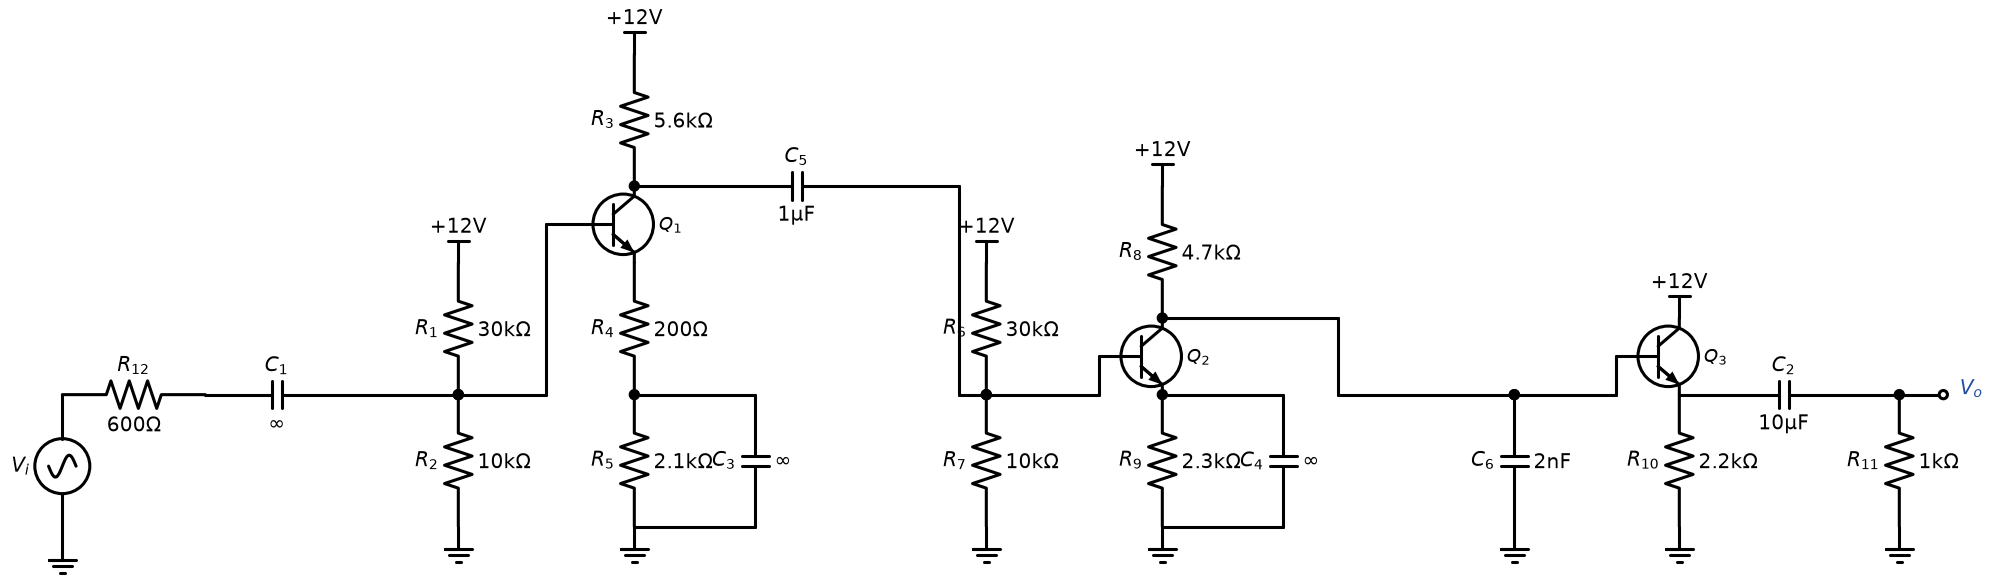 +12V
R3
5.6kΩ
C5
1μF
+12V
Q1
+12V
+12V
R8
4.7kΩ
+12V
R1
30kΩ
R4
200Ω
R6
30kΩ
Q2
Q3
R12
600Ω
C1
∞
C2
10μF
Vo
Vi
R2
10kΩ
R5
2.1kΩ
C3
∞
R7
10kΩ
R9
2.3kΩ
C4
∞
C6
2nF
R10
2.2kΩ
R11
1kΩ